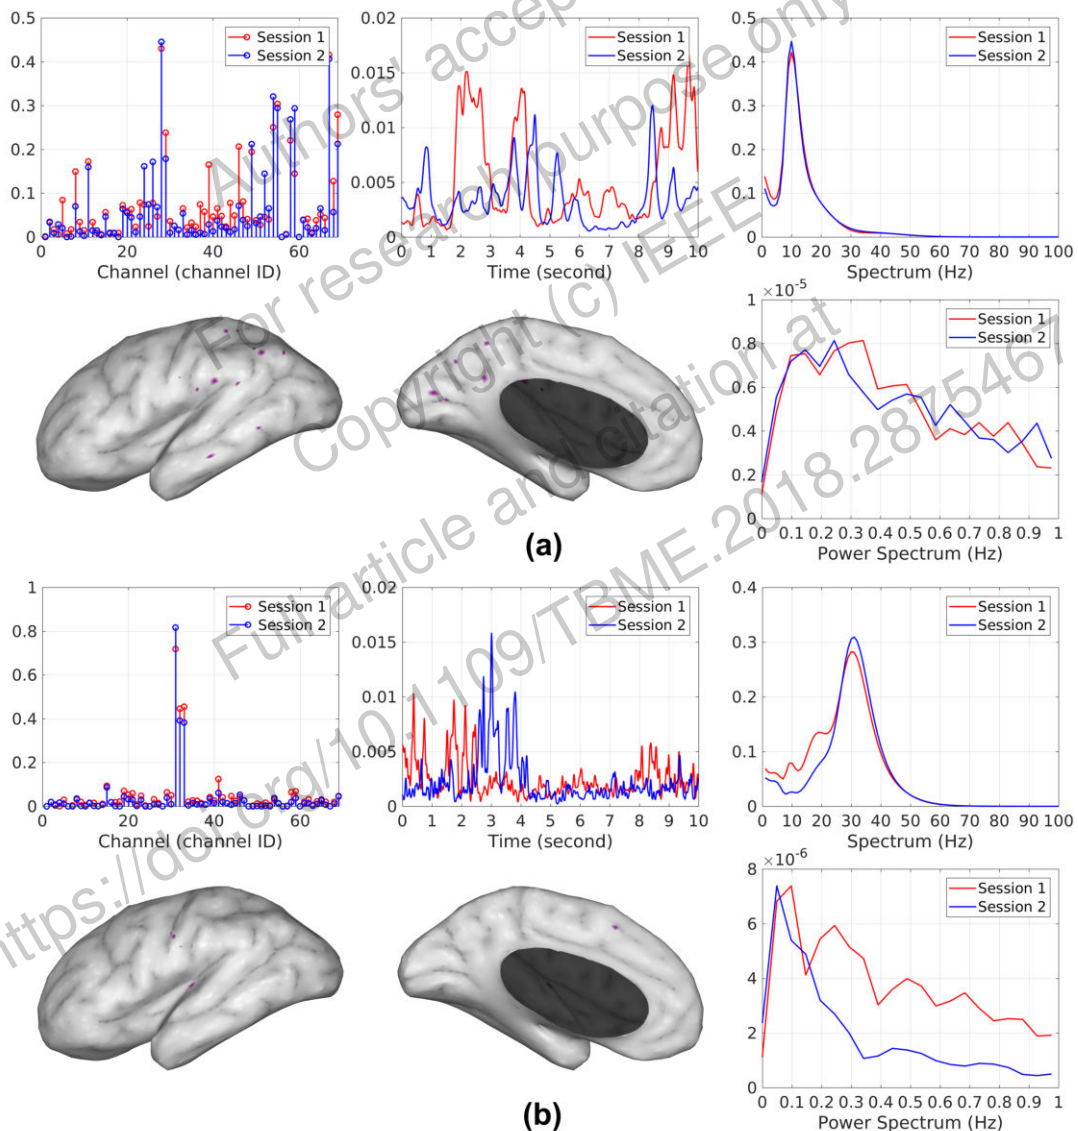 0.5
0.4
0.3
0.2
0.1
0
0 20 40 60
Channel (channel ID)
Session 1
Session 2
0.02
0.015
0.01
0.005
0
0 1 2 3 4 5 6 7 8 9 10
Time (second)
Session 1
Session 2
0.5
0.4
0.3
0.2
0.1
0
0 10 20 30 40 50 60 70 80 90 100
Spectrum (Hz)
Session 1
Session 2
×10-5
1
0.8
0.6
0.4
0.2
0
0 0.1 0.2 0.3 0.4 0.5 0.6 0.7 0.8 0.9 1
Power Spectrum (Hz)
Session 1
Session 2
(a)
1
0.8
0.6
0.4
0.2
0
0 20 40 60
Channel (channel ID)
Session 1
Session 2
0.02
0.015
0.01
0.005
0
0 1 2 3 4 5 6 7 8 9 10
Time (second)
Session 1
Session 2
0.4
0.3
0.2
0.1
0
0 10 20 30 40 50 60 70 80 90 100
Spectrum (Hz)
Session 1
Session 2
×10-6
8
6
4
2
0
0 0.1 0.2 0.3 0.4 0.5 0.6 0.7 0.8 0.9 1
Power Spectrum (Hz)
Session 1
Session 2
(b)
Authors' accep
For research purpose only
Copyright (c) IEEE
Full article and citation at
https://doi.org/10.1109/TBME.2018.2875467